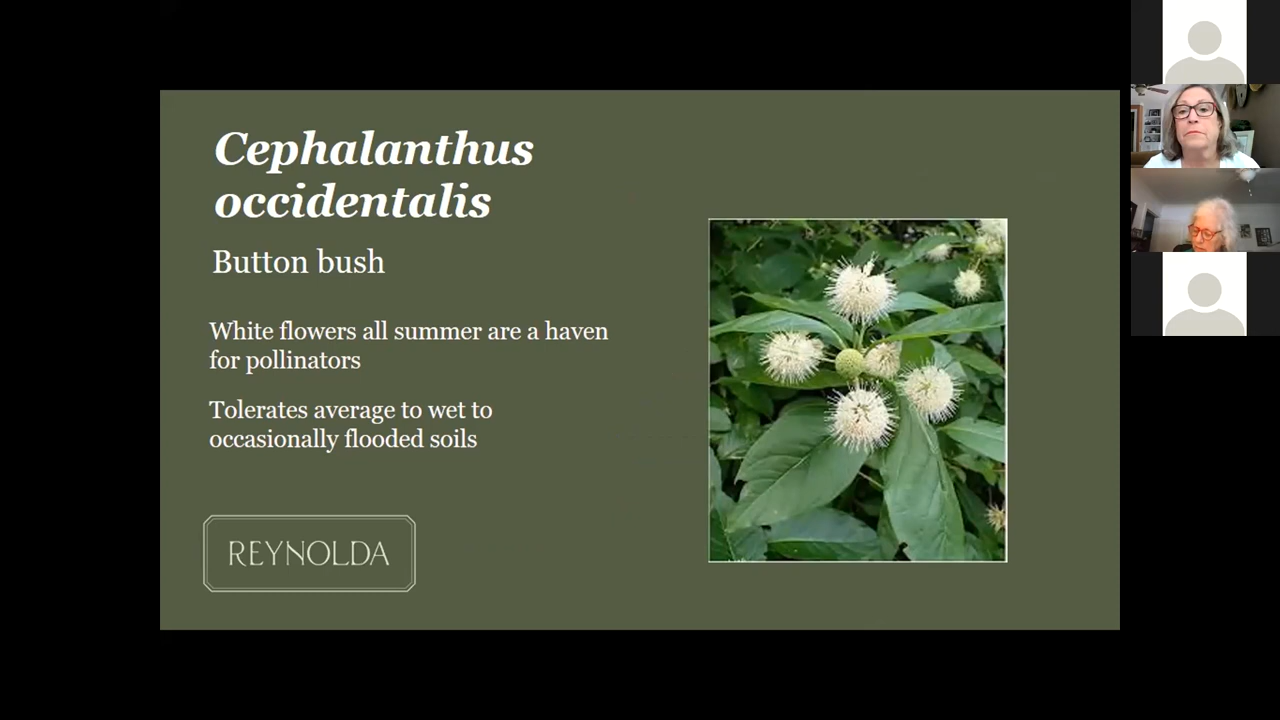 Cephalanthus
occidentalis
Button bush
White flowers all summer are a haven
for pollinators
Tolerates average to wet to
occasionally flooded soils
REYNOLDA